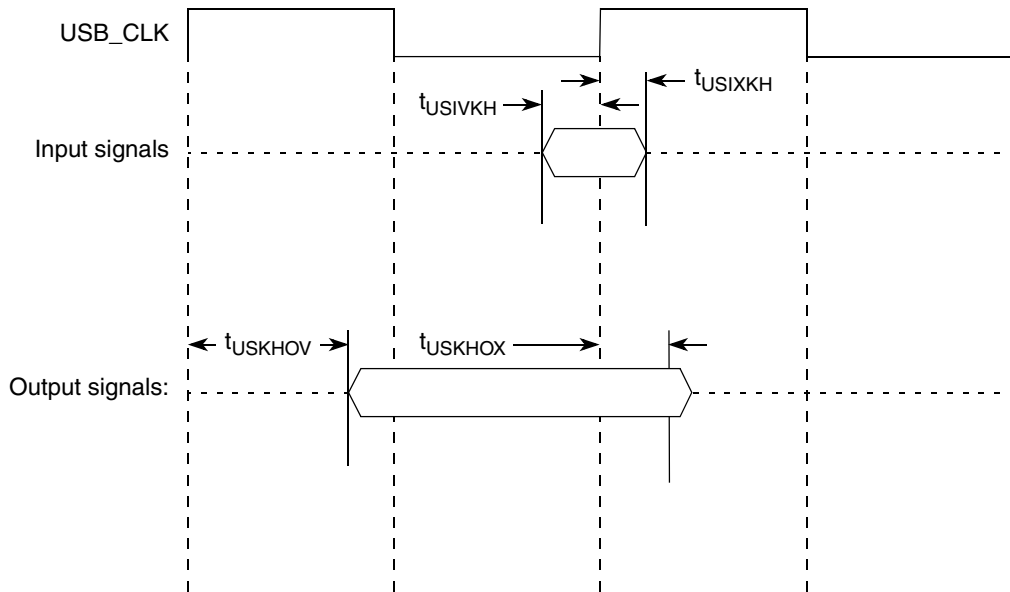 USB_CLK
tUSIXKH
tUSIVKH
Input signals
tUSKHOV
tUSKHOX
Output signals: